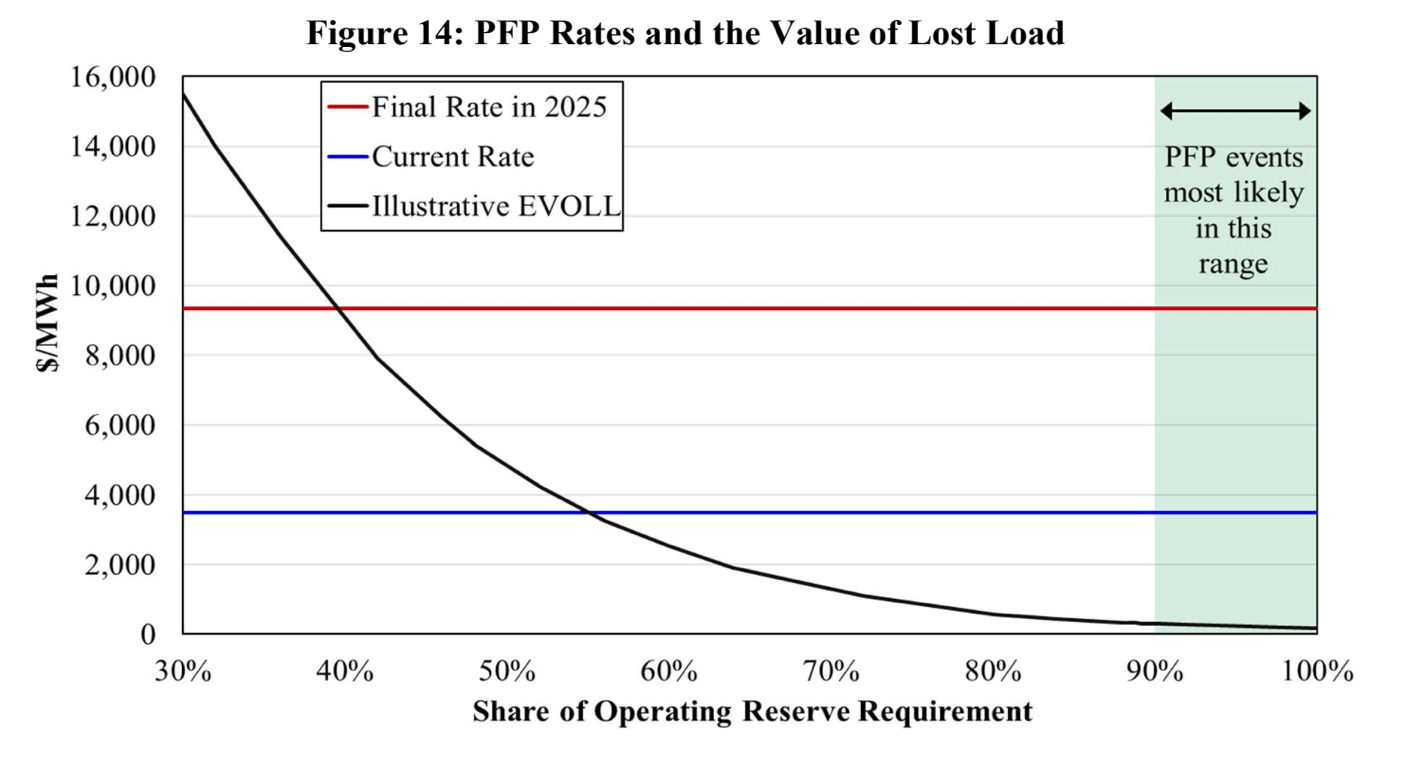 Figure 14: PFP Rates and the Value of Lost Load
16,000
14,000
12,000
10,000
8,000
6,000
4,000
2,000
0
$/MWh
Final Rate in 2025
Current Rate
Illustrative EVOLL
PFP events
most likely
in this
range
30% 40% 50% 60% 70% 80% 90% 100%
Share of Operating Reserve Requirement